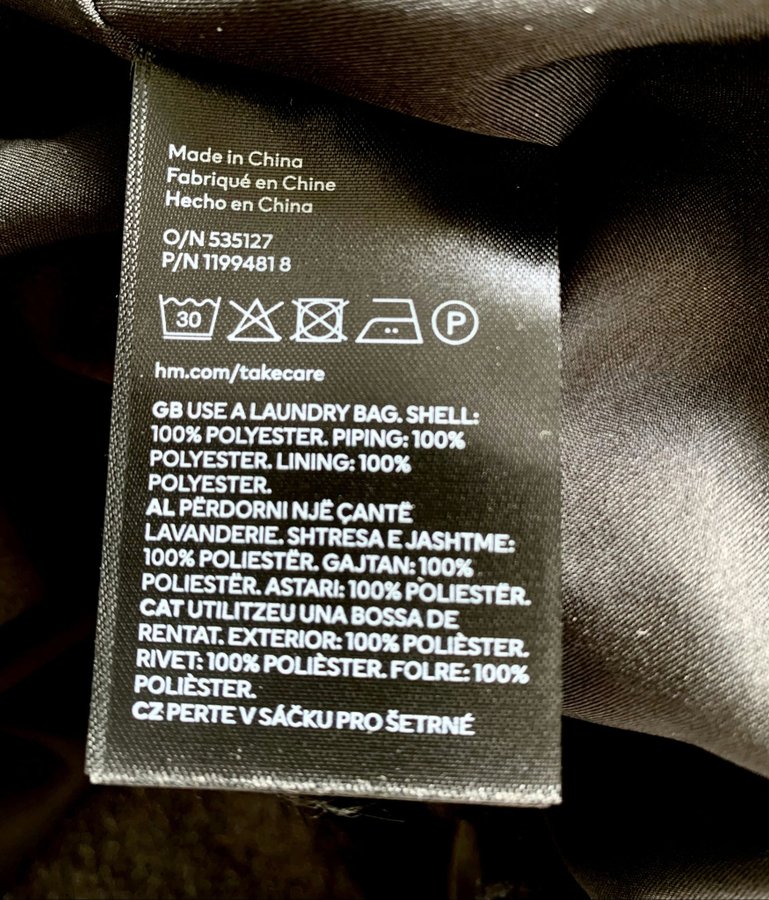 Made in China
Fabriqué en Chine
Hecho en China
O/N 535127
P/N 1199481 8
30
P
hm.com/takecare
GB USE A LAUNDRY BAG. SHELL:
100% POLYESTER. PIPING: 100%
POLYESTER. LINING: 100%
POLYESTER.
AL PËRDORNI NJË ÇANTË
LAVANDERIE. SHTRESA E JASHTME:
100% POLIESTËR. GAJTAN: 100%
POLIESTËR. ASTARI: 100% POLIESTËR.
CAT UTILITZEU UNA BOSSA DE
RENTAT. EXTERIOR: 100% POLIÈSTER.
RIVET: 100% POLIÈSTER. FOLRE: 100%
POLIÈSTER.
CZ PERTE V SÁČKU PRO ŠETRNÉ